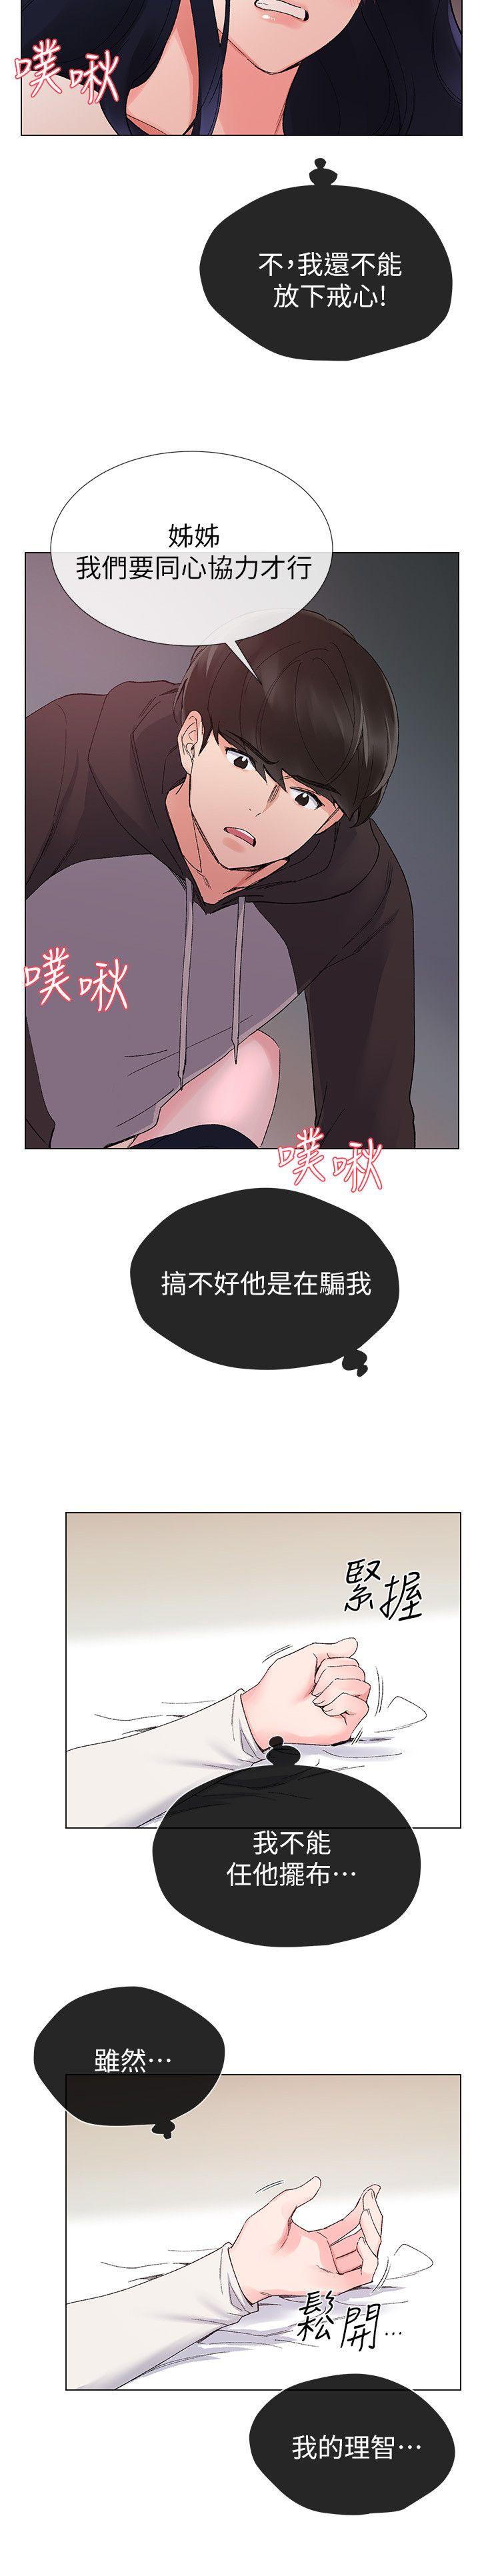 噗啾
不，我還不能
放下戒心！
姊姊
我們要同心協力才行
噗啾
噗啾
搞不好他是在騙我
緊握
我不能
任他擺布⋯
雖然⋯
鬆開…
我的理智⋯